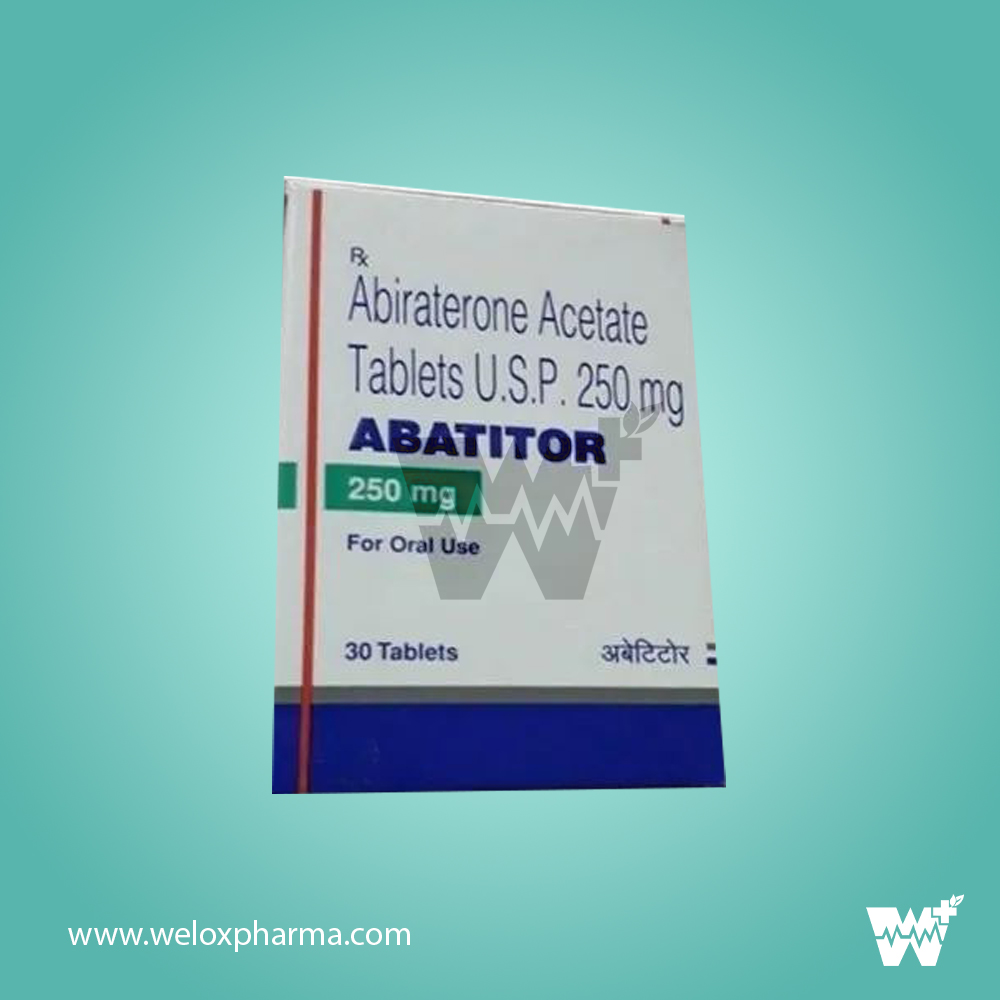 Rx
Abiraterone Acetate
Tablets U.S.P. 250 mg
ABATITOR
250 mg
For Oral Use
30 Tablets
अबेटिटोर
www.weloxpharma.com
W